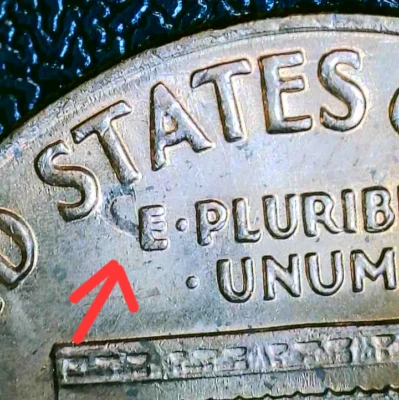 D STATES
E·PLURIB
·UNUM